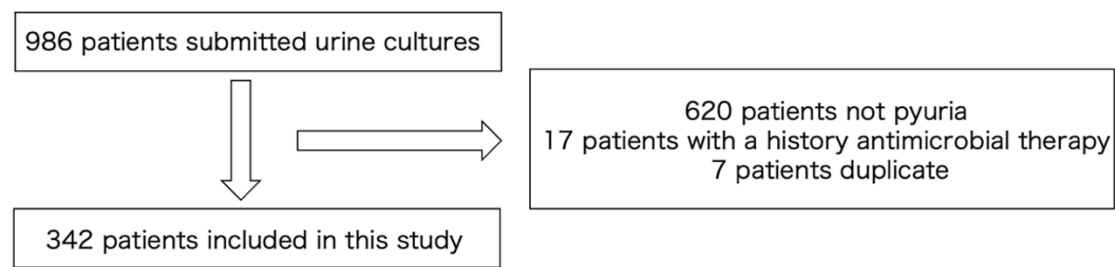 986 patients submitted urine cultures
620 patients not pyuria
17 patients with a history antimicrobial therapy
7 patients duplicate
342 patients included in this study